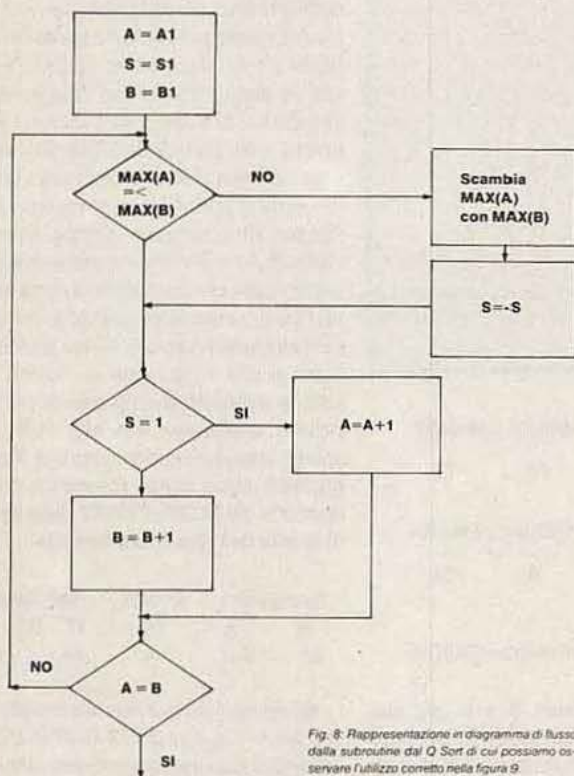 A = A1
S = S1
B = B1
MAX(A)
=<
MAX(B)
NO
Scambia
MAX(A)
con MAX(B)
S=-S
S = 1
SI
A=A+1
B = B+1
A = B
NO
SI
Fig. 8: Rappresentazione in diagramma di flusso
dalla subroutine dal Q Sort di cui possiamo os-
servare l'utilizzo corretto nella figura 9.